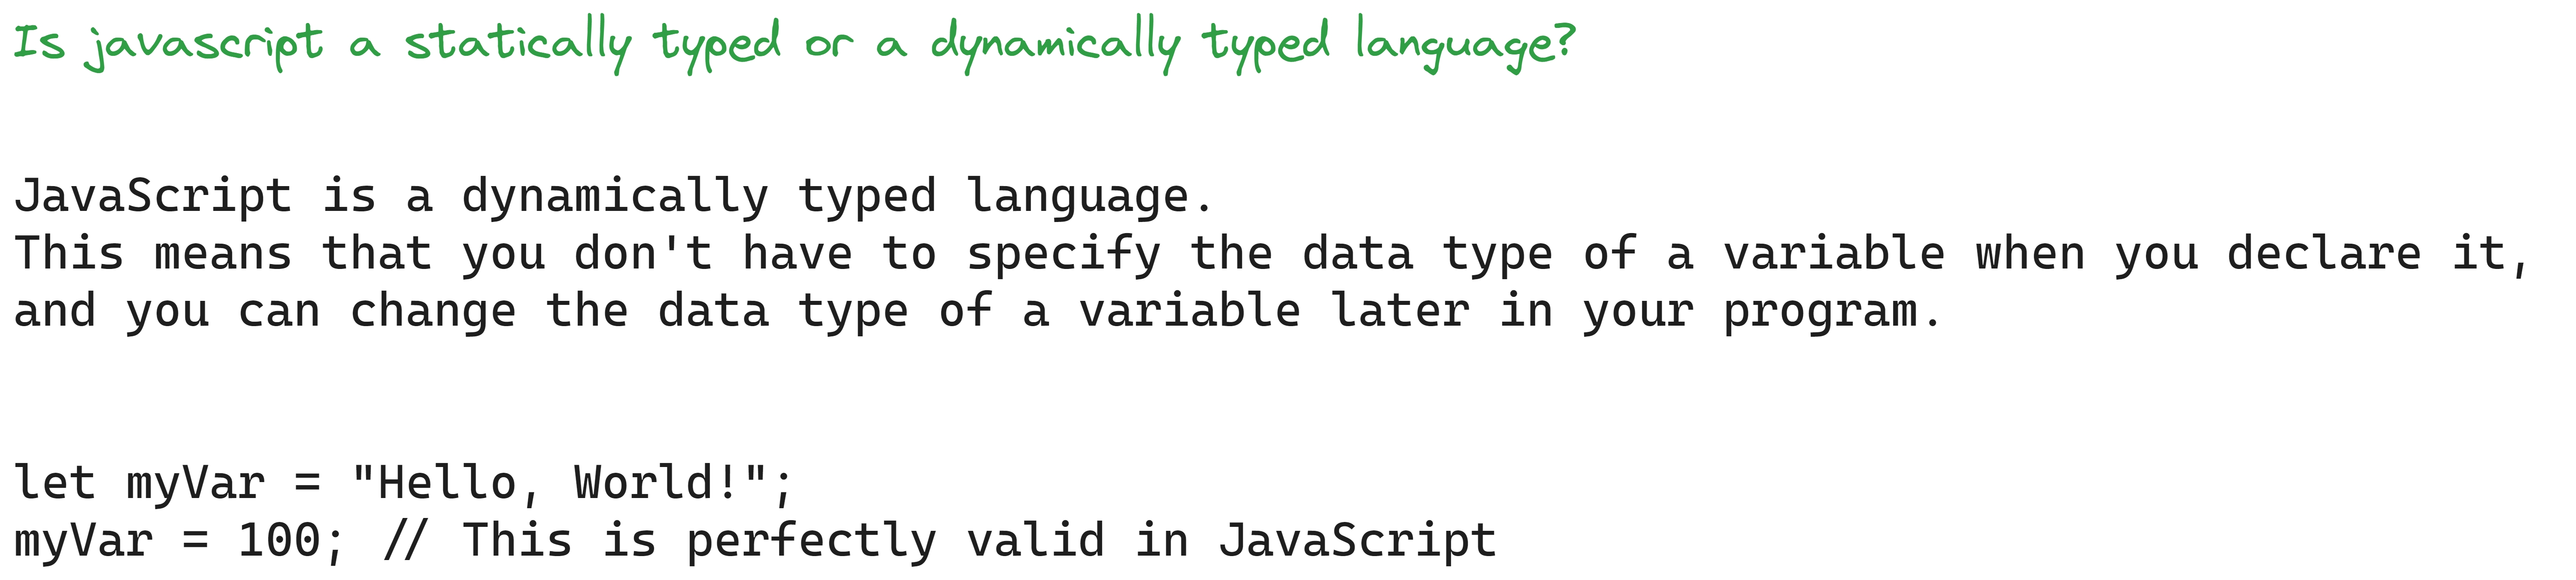 Is javascript a statically typed or a dynamically typed language?
JavaScript is a dynamically typed language.
This means that you don't have to specify the data type of a variable when you declare it,
and you can change the data type of a variable later in your program.
let myVar = "Hello, World!";
myVar = 100; // This is perfectly valid in JavaScript